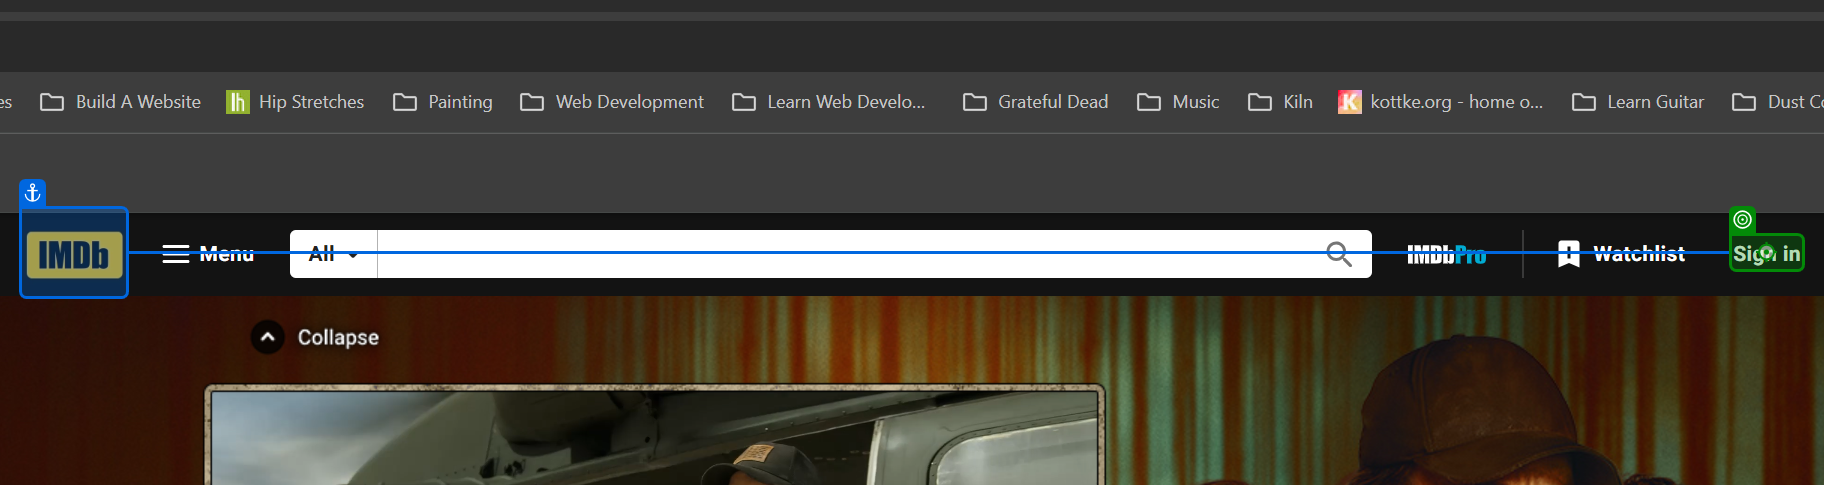 es Build A Website Hip Stretches Painting Web Development Learn Web Develo... Grateful Dead Music Kiln kottke.org - home o... Learn Guitar Dust Co
IMDb Menu All IMDbPro Watchlist Sign in
Collapse